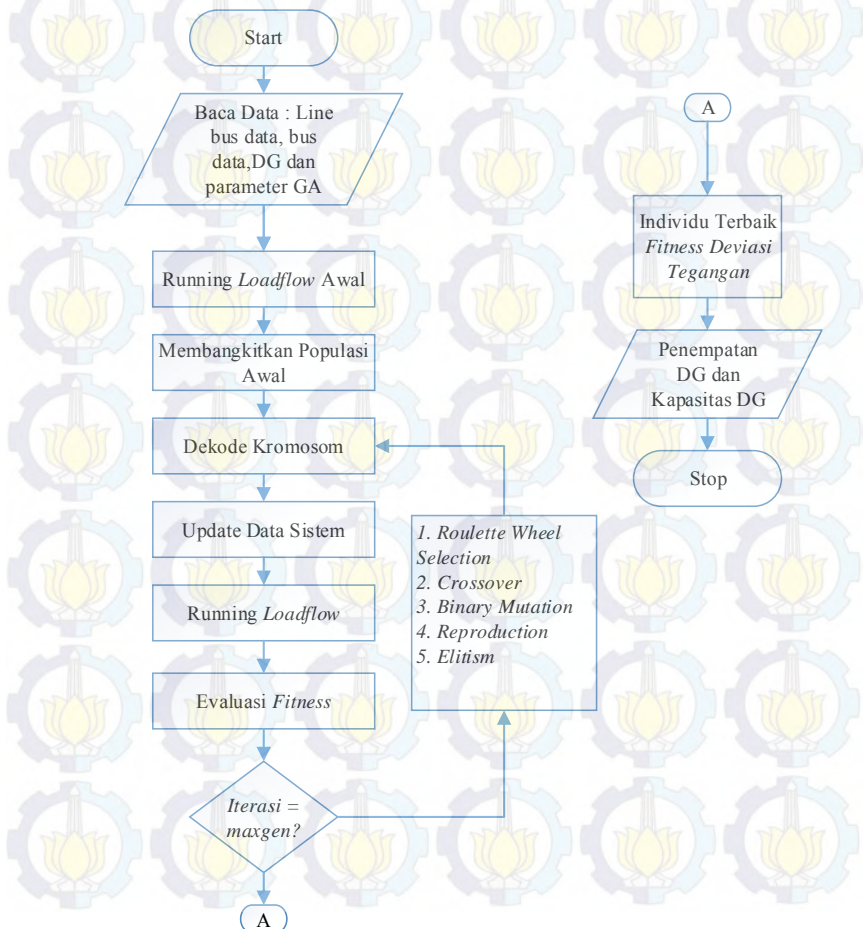 Start
Baca Data : Line
bus data, bus
data,DG dan
parameter GA
Running Loadflow Awal
Membangkitkan Populasi
Awal
Dekode Kromosom
Update Data Sistem
Running Loadflow
Evaluasi Fitness
Iterasi =
maxgen?
A
1. Roulette Wheel
Selection
2. Crossover
3. Binary Mutation
4. Reproduction
5. Elitism
A
Individu Terbaik
Fitness Deviasi
Tegangan
Penempatan
DG dan
Kapasitas DG
Stop